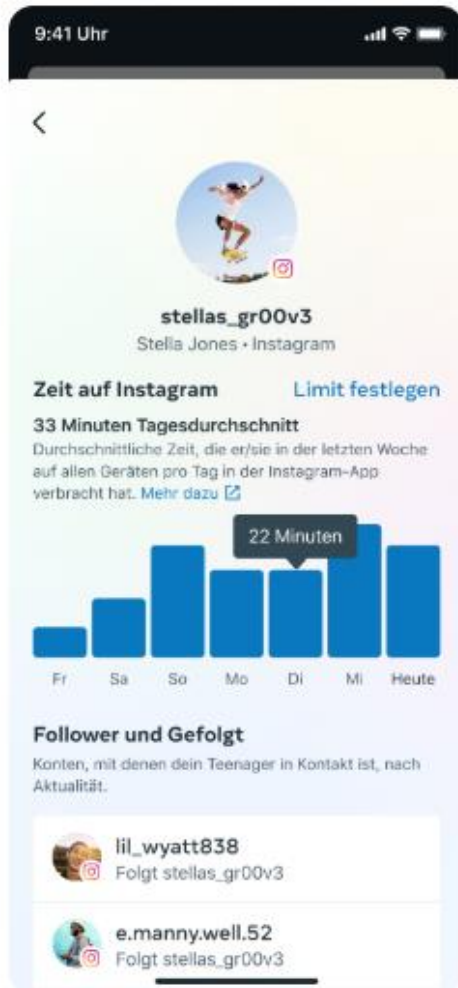 9:41 Uhr
stellas_gr00v3
Stella Jones • Instagram
Zeit auf Instagram
Limit festlegen
33 Minuten Tagesdurchschnitt
Durchschnittliche Zeit, die er/sie in der letzten Woche
auf allen Geräten pro Tag in der Instagram-App
verbracht hat. Mehr dazu
22 Minuten
Fr Sa So Mo Di Mi Heute
Follower und Gefolgt
Konten, mit denen dein Teenager in Kontakt ist, nach
Aktualität.
lil_wyatt838
Folgt stellas_gr00v3
e.manny.well.52
Folgt stellas_gr00v3